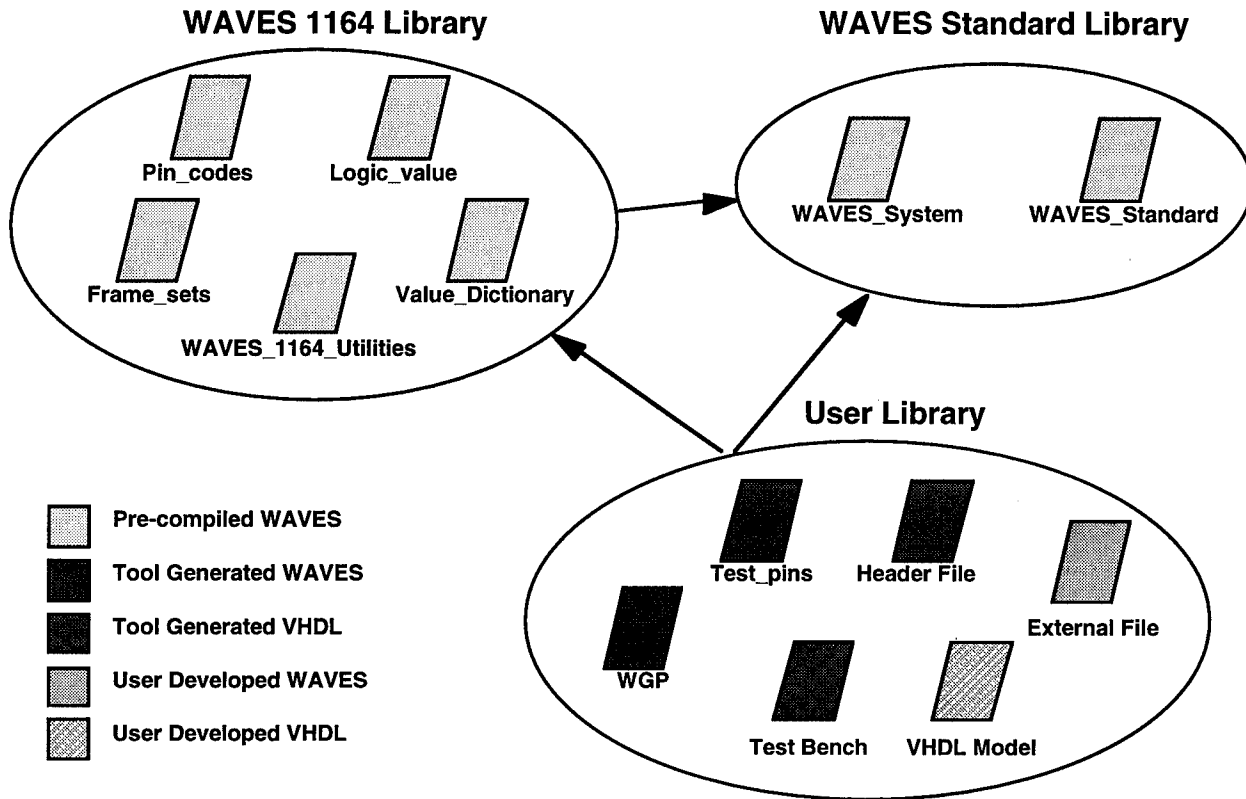 WAVES 1164 Library
WAVES Standard Library
Pin_codes
Logic_value
WAVES_System
WAVES_Standard
Frame_sets
Value_Dictionary
WAVES_1164_Utilities
User Library
Pre-compiled WAVES
Tool Generated WAVES
Tool Generated VHDL
User Developed WAVES
User Developed VHDL
Test_pins
Header File
External File
WGP
Test Bench
VHDL Model